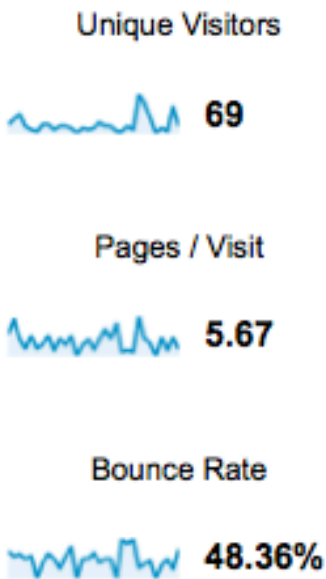 Unique Visitors
69
Pages / Visit
5.67
Bounce Rate
48.36%